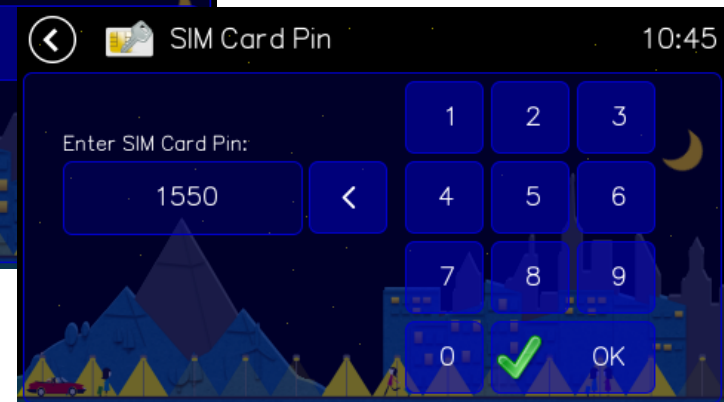 SIM Card Pin 10:45
Enter SIM Card Pin:
1550 <
1 2 3
4 5 6
7 8 9
0 OK